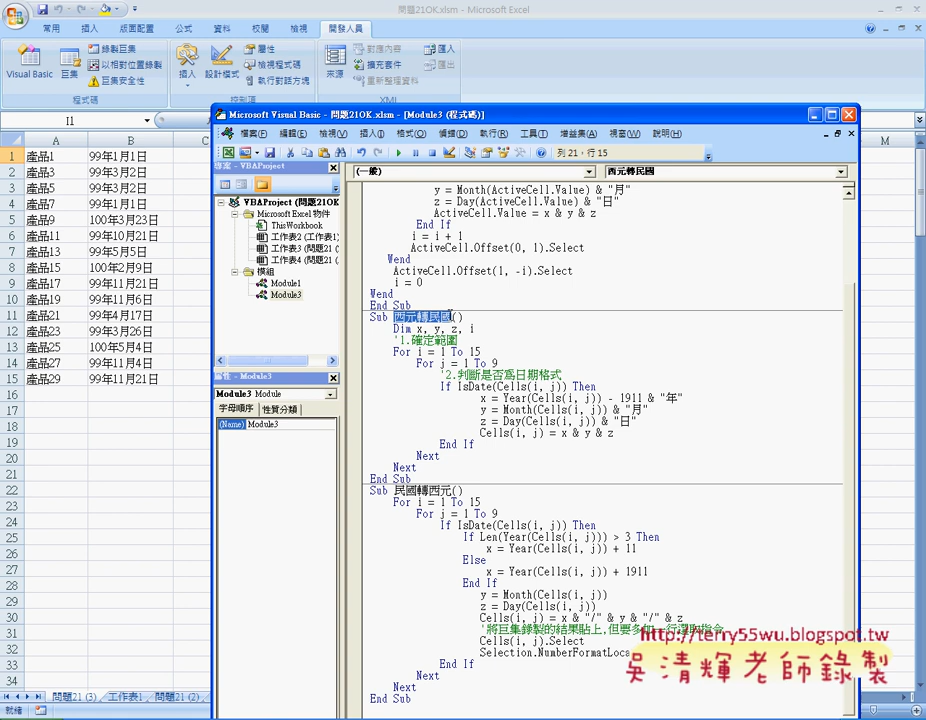 問題21OK.xlsm - Microsoft Excel
常用 插入 版面配置 公式 資料 校閱 檢視 開發人員
Visual Basic 巨集 錄製巨集 以相對位置錄製 巨集安全性
插入 設計模式 屬性 檢視程式碼 執行對話方塊
來源 對應內容 擴充套件 重新整理資料 匯入 匯出
程式碼 控制項 XML
I1
A B C M
1 產品1 99年1月1日
2 產品3 99年3月2日
3 產品5 99年3月2日
4 產品7 99年1月1日
5 產品9 100年3月23日
6 產品11 99年10月21日
7 產品13 99年5月5日
8 產品15 100年2月9日
9 產品17 99年11月21日
10 產品19 99年11月6日
11 產品21 99年4月17日
12 產品23 99年3月26日
13 產品25 100年5月4日
14 產品27 99年11月4日
15 產品29 99年11月21日
16
17
18
19
20
21
22
23
24
25
26
27
28
29
30
31
32
33
34
問題21 (3) 工作表1 問題21 (2)
就緒
Microsoft Visual Basic - 問題21OK.xlsm - [Module3 (程式碼)]
檔案(F) 編輯(E) 檢視(V) 插入(I) 格式(O) 偵錯(D) 執行(R) 工具(T) 增益集(A) 視窗(W) 說明(H)
列 21，行 15
專案 - VBAProject
VBAProject (問題21OK
Microsoft Excel 物件
ThisWorkbook
工作表2 (工作表1)
工作表3 (問題21
工作表4 (問題21 (
模組
Module1
Module3
屬性 - Module3
Module3 Module
字母順序 性質分類
(Name) Module3
(一般) 西元轉民國
y = Month(ActiveCell.Value) & "月"
z = Day(ActiveCell.Value) & "日"
ActiveCell.Value = x & y & z
End If
i = i + 1
ActiveCell.Offset(0, 1).Select
Wend
ActiveCell.Offset(1, -i).Select
i = 0
Wend
End Sub
Sub 西元轉民國()
Dim x, y, z, i
'1.確定範圍
For i = 1 To 15
For j = 1 To 9
'2.判斷是否為日期格式
If IsDate(Cells(i, j)) Then
x = Year(Cells(i, j)) - 1911 & "年"
y = Month(Cells(i, j)) & "月"
z = Day(Cells(i, j)) & "日"
Cells(i, j) = x & y & z
End If
Next
Next
End Sub
Sub 民國轉西元()
For i = 1 To 15
For j = 1 To 9
If IsDate(Cells(i, j)) Then
If Len(Year(Cells(i, j))) > 3 Then
x = Year(Cells(i, j)) + 11
Else
x = Year(Cells(i, j)) + 1911
End If
y = Month(Cells(i, j))
z = Day(Cells(i, j))
Cells(i, j) = x & "/" & y & "/" & z
'將巨集錄製的結果貼上,但要多加一行選取指令
Cells(i, j).Select
Selection.NumberFormatLoca
End If
Next
Next
End Sub
http://terry55wu.blogspot.tw
吳清輝老師錄製